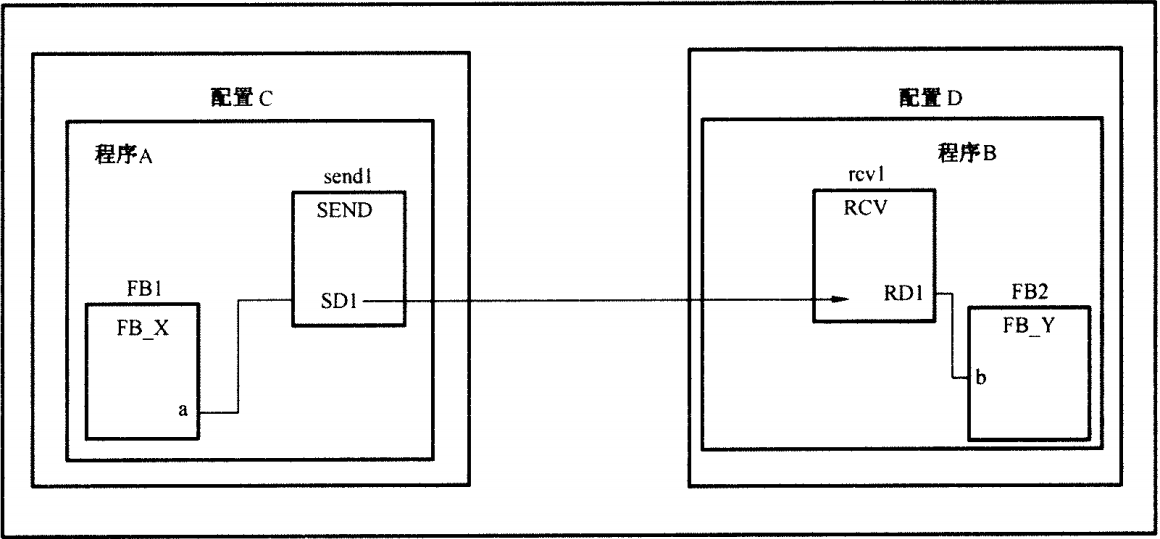 配置 C
程序A
send1
SEND
SD1
FB1
FB_X
a
配置 D
程序B
rcv1
RCV
RD1
FB2
FB_Y
b